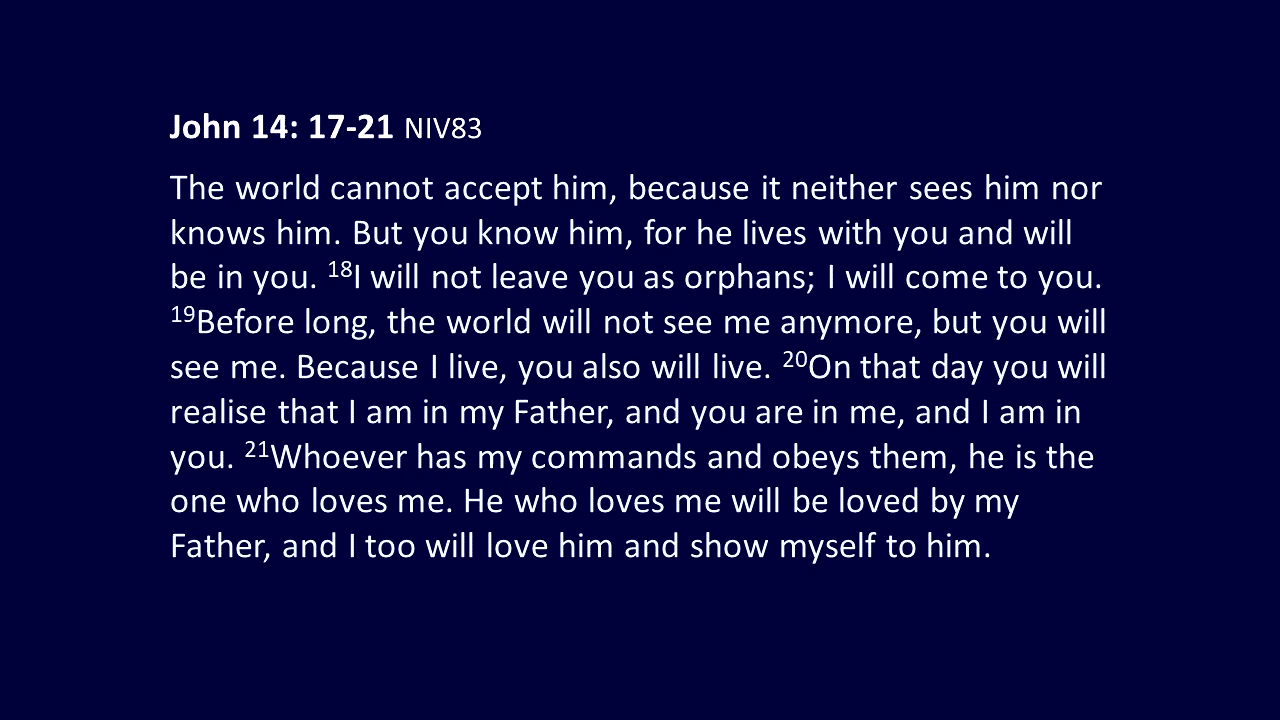 John 14: 17-21 NIV83
The world cannot accept him, because it neither sees him nor
knows him. But you know him, for he lives with you and will
be in you. 18I will not leave you as orphans; I will come to you.
19Before long, the world will not see me anymore, but you will
see me. Because I live, you also will live. 20On that day you will
realise that I am in my Father, and you are in me, and I am in
you. 21Whoever has my commands and obeys them, he is the
one who loves me. He who loves me will be loved by my
Father, and I too will love him and show myself to him.